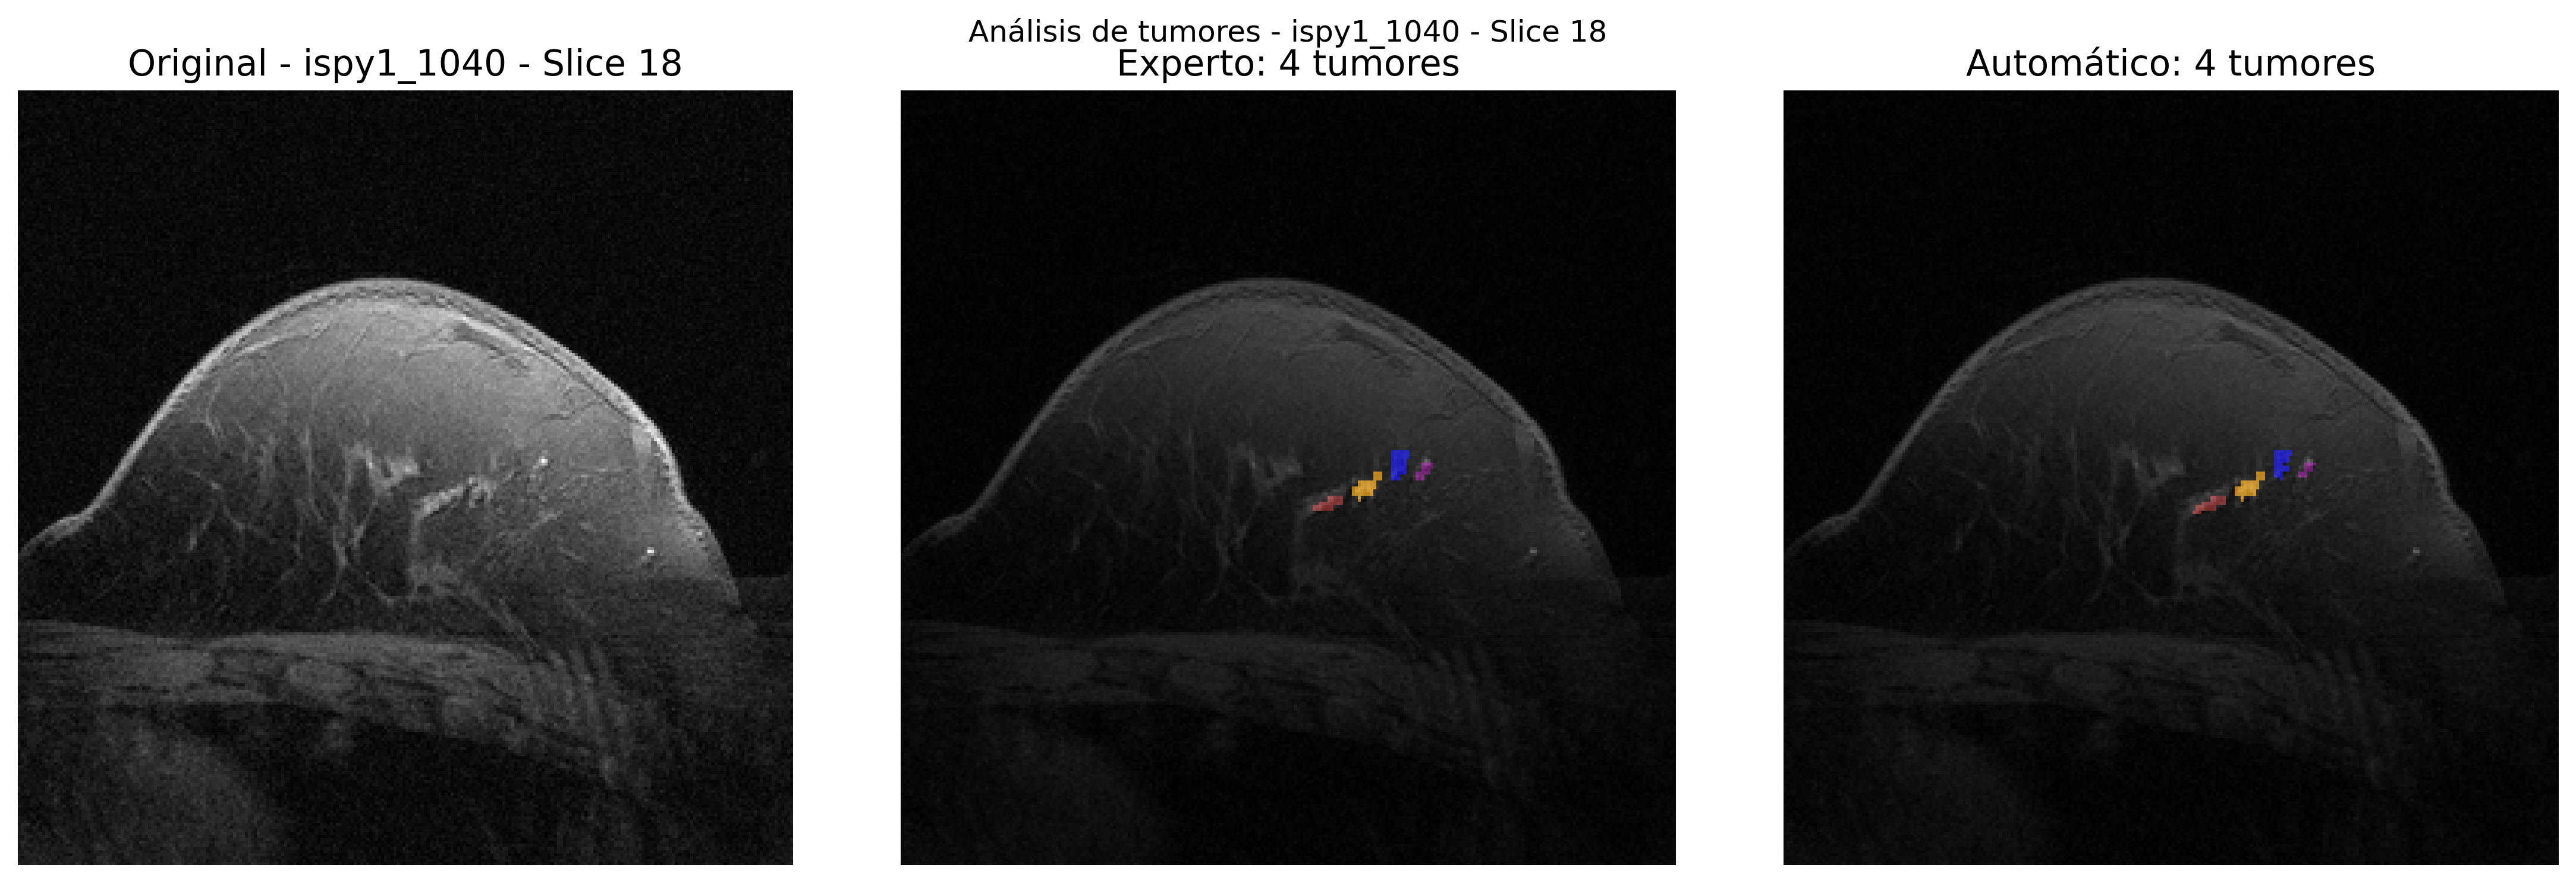 Análisis de tumores - ispy1_1040 - Slice 18
Original - ispy1_1040 - Slice 18
Experto: 4 tumores
Automático: 4 tumores